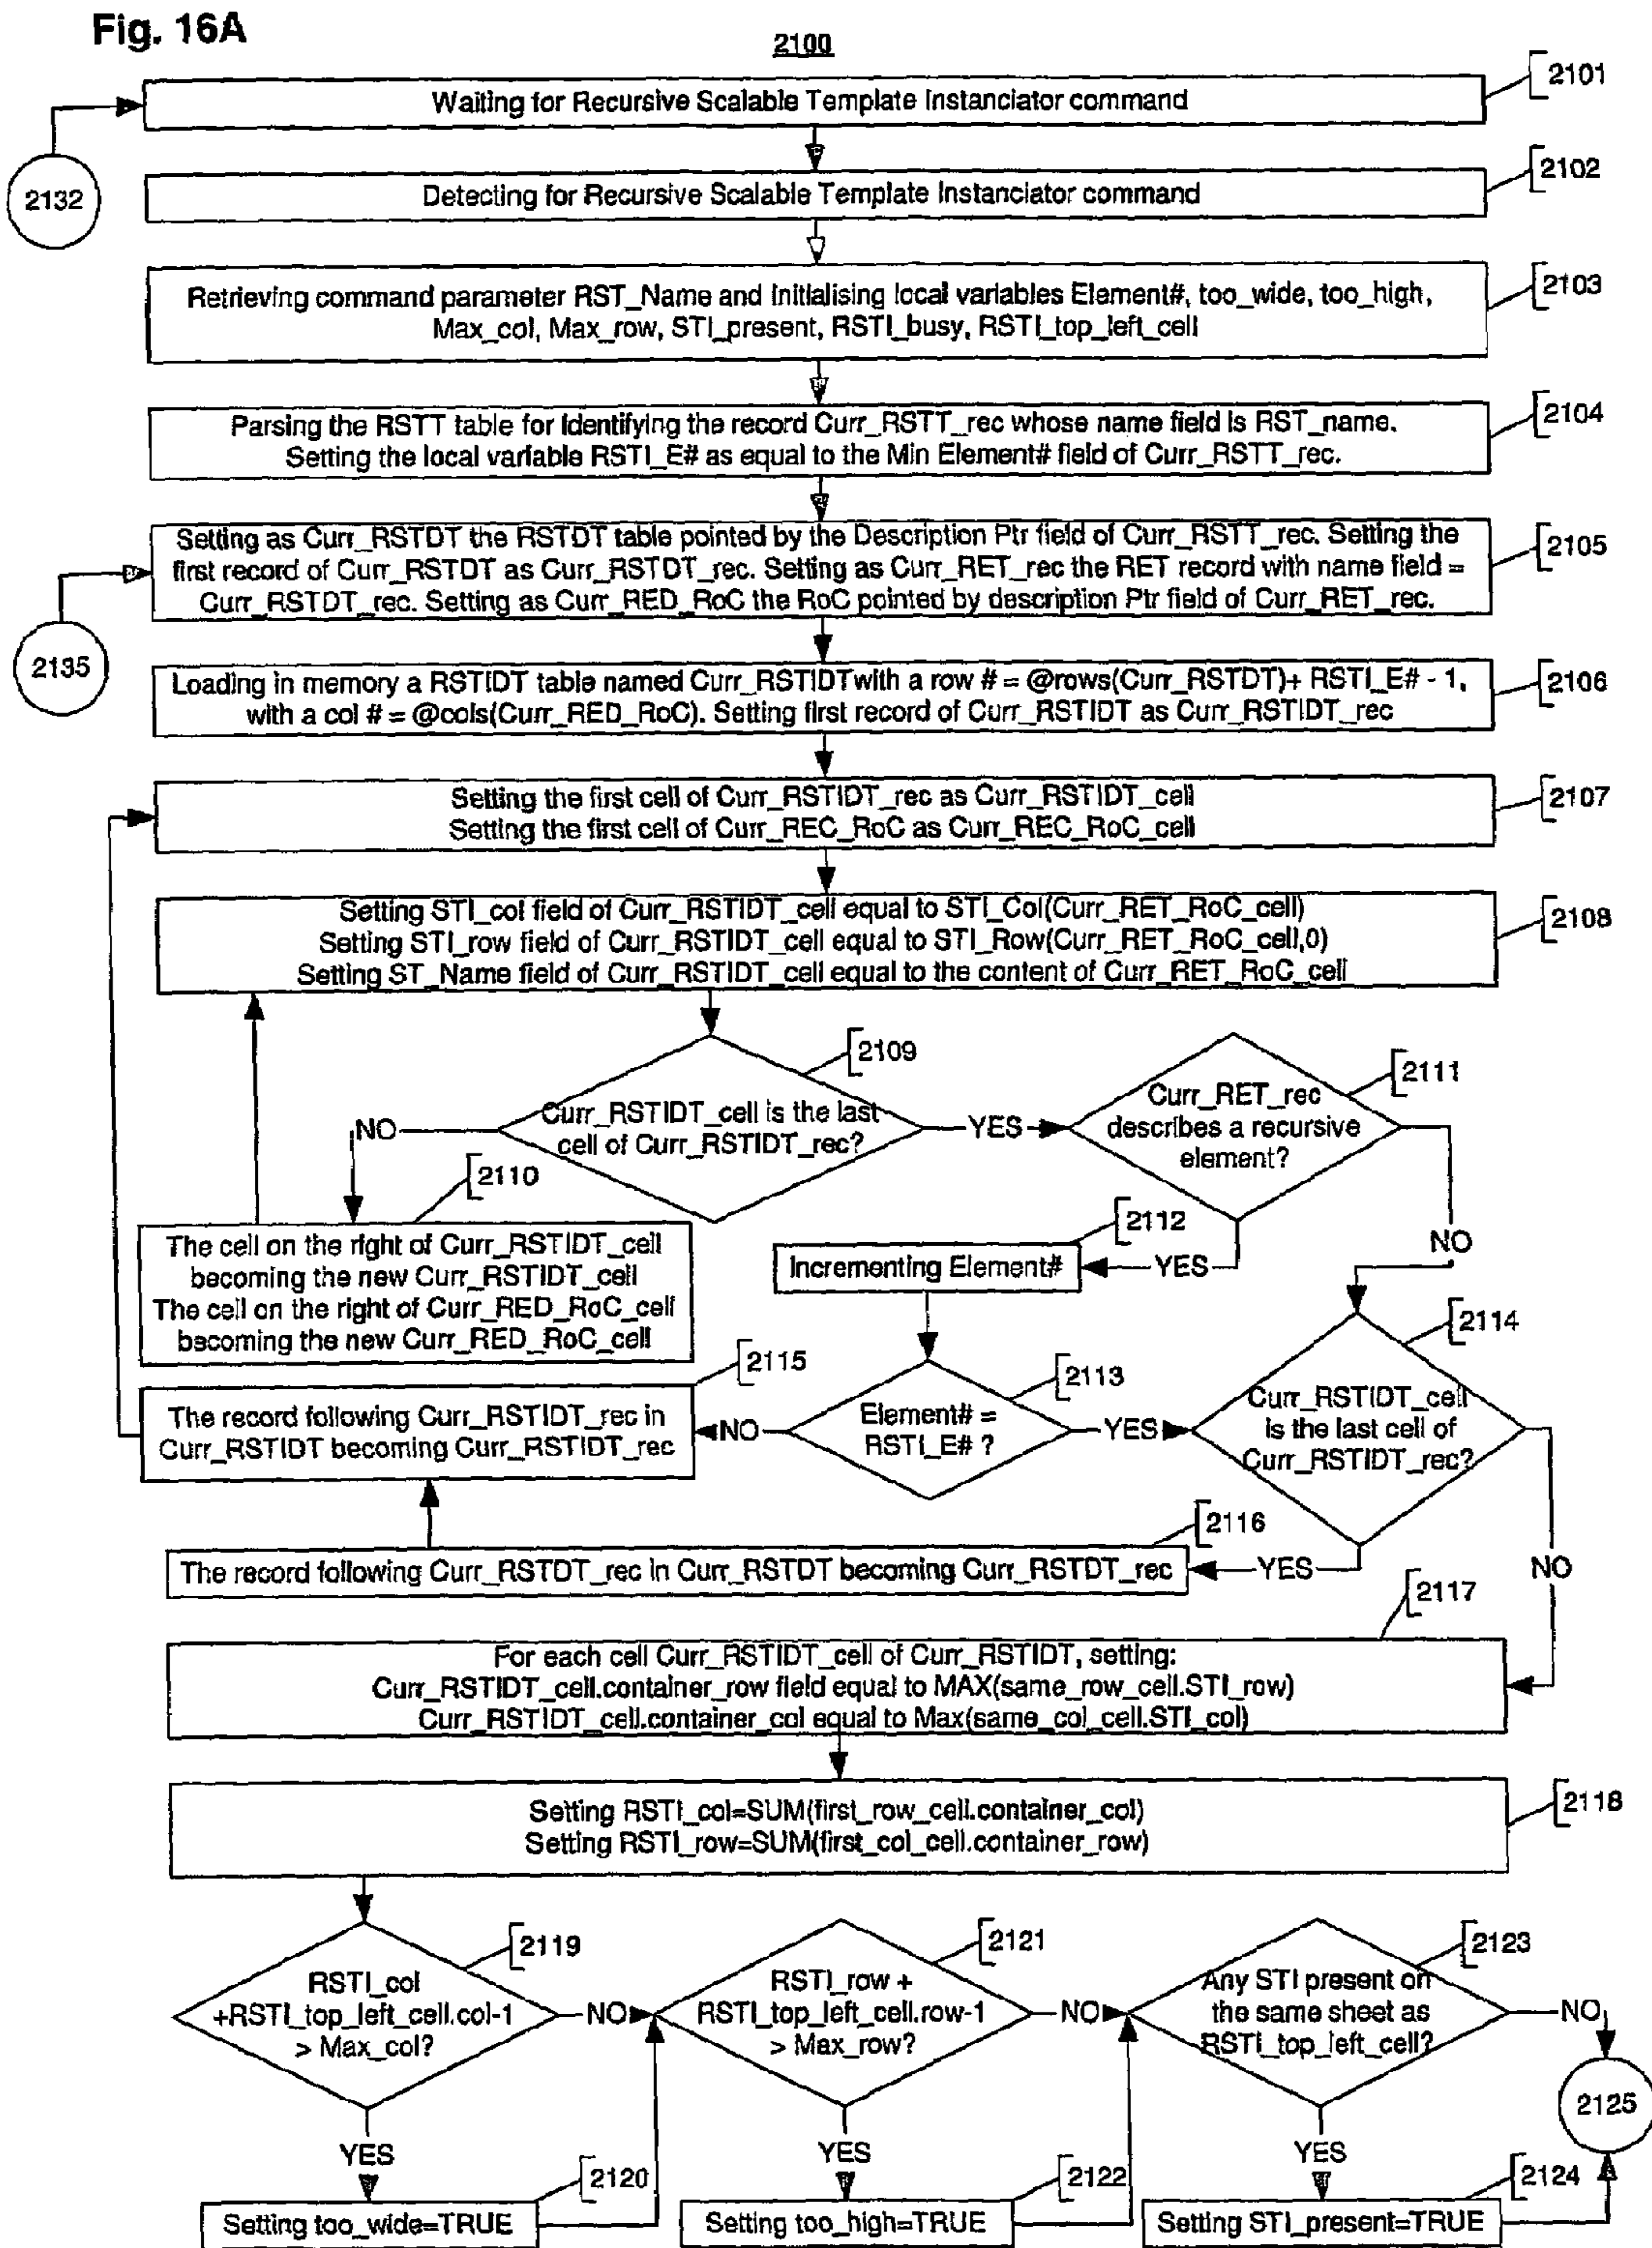 Fig. 16A
2100
Waiting for Recursive Scalable Template Instanciator command
2101
2132
Detecting for Recursive Scalable Template Instanciator command
2102
Retrieving command parameter RST_Name and Initialising local variables Element#, too_wide, too_high,
Max_col, Max_row, STI_present, RSTI_busy, RSTI_top_left_cell
2103
Parsing the RSTT table for identifying the record Curr_RSTT_rec whose name field is RST_name.
Setting the local variable RSTI_E# as equal to the Min Element# field of Curr_RSTT_rec.
2104
Setting as Curr_RSTDT the RSTDT table pointed by the Description Ptr field of Curr_RSTT_rec. Setting the
first record of Curr_RSTDT as Curr_RSTDT_rec. Setting as Curr_RET_rec the RET record with name field =
Curr_RSTDT_rec. Setting as Curr_RED_RoC the RoC pointed by description Ptr field of Curr_RET_rec.
2105
2135
Loading in memory a RSTIDT table named Curr_RSTIDTwith a row # = @rows(Curr_RSTDT)+ RSTI_E# - 1,
with a col # = @cols(Curr_RED_RoC). Setting first record of Curr_RSTIDT as Curr_RSTIDT_rec
2106
Setting the first cell of Curr_RSTIDT_rec as Curr_RSTIDT_cell
Setting the first cell of Curr_REC_RoC as Curr_REC_RoC_cell
2107
Setting STI_col field of Curr_RSTIDT_cell equal to STI_Col(Curr_RET_RoC_cell)
Setting STI_row field of Curr_RSTIDT_cell equal to STI_Row(Curr_RET_RoC_cell,0)
Setting ST_Name field of Curr_RSTIDT_cell equal to the content of Curr_RET_RoC_cell
2108
2109
Curr_RSTIDT_cell is the last
cell of Curr_RSTIDT_rec?
NO
YES
2111
Curr_RET_rec
describes a recursive
element?
2110
The cell on the right of Curr_RSTIDT_cell
becoming the new Curr_RSTIDT_cell
The cell on the right of Curr_RED_RoC_cell
becoming the new Curr_RED_RoC_cell
2112
Incrementing Element#
YES
NO
2114
2115
The record following Curr_RSTIDT_rec in
Curr_RSTIDT becoming Curr_RSTIDT_rec
NO
2113
Element# =
RSTI_E# ?
YES
Curr_RSTIDT_cell
is the last cell of
Curr_RSTIDT_rec?
2116
The record following Curr_RSTDT_rec in Curr_RSTDT becoming Curr_RSTDT_rec
YES
NO
2117
For each cell Curr_RSTIDT_cell of Curr_RSTIDT, setting:
Curr_RSTIDT_cell.container_row field equal to MAX(same_row_cell.STI_row)
Curr_RSTIDT_cell.container_col equal to Max(same_col_cell.STI_col)
Setting RSTI_col=SUM(first_row_cell.container_col)
Setting RSTI_row=SUM(first_col_cell.container_row)
2118
2119
RSTI_col
+RSTI_top_left_cell.col-1
> Max_col?
NO
2121
RSTI_row +
RSTI_top_left_cell.row-1
> Max_row?
NO
2123
Any STI present on
the same sheet as
RSTI_top_left_cell?
NO
2125
YES
YES
YES
2120
Setting too_wide=TRUE
2122
Setting too_high=TRUE
2124
Setting STI_present=TRUE